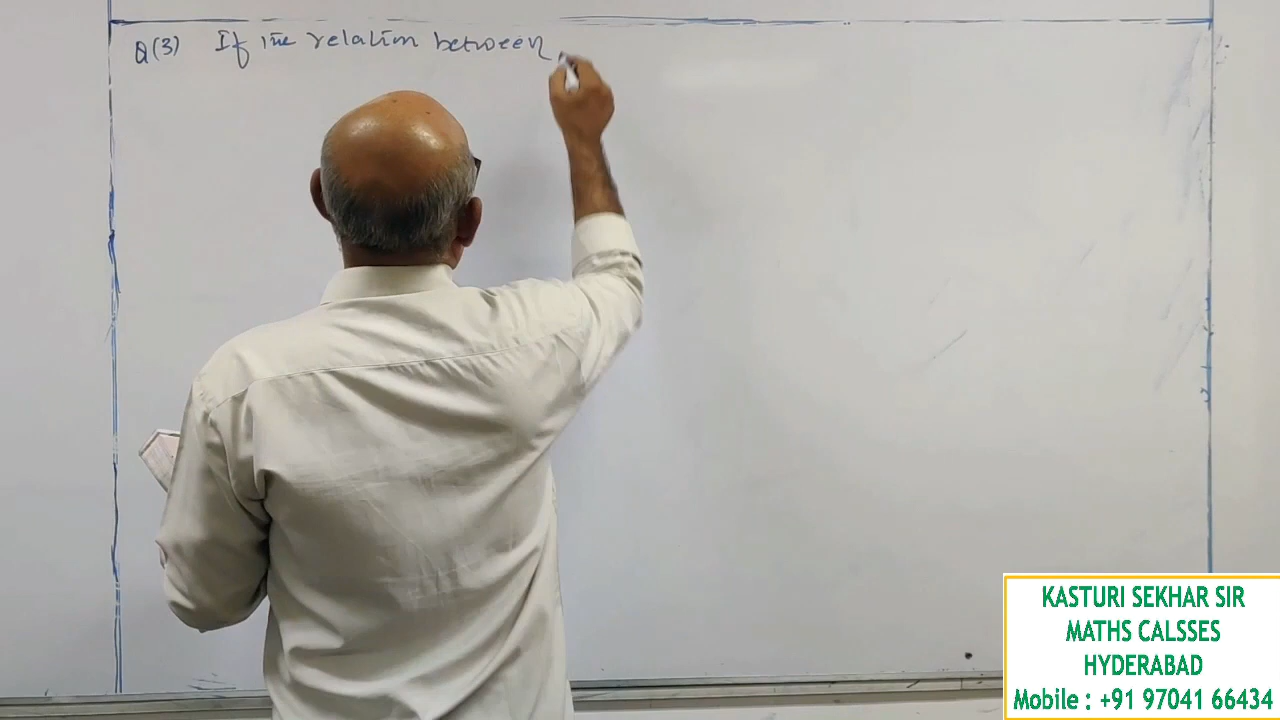 Q(3) If the relation between
KASTURI SEKHAR SIR
MATHS CALSSES
HYDERABAD
Mobile : +91 97041 66434